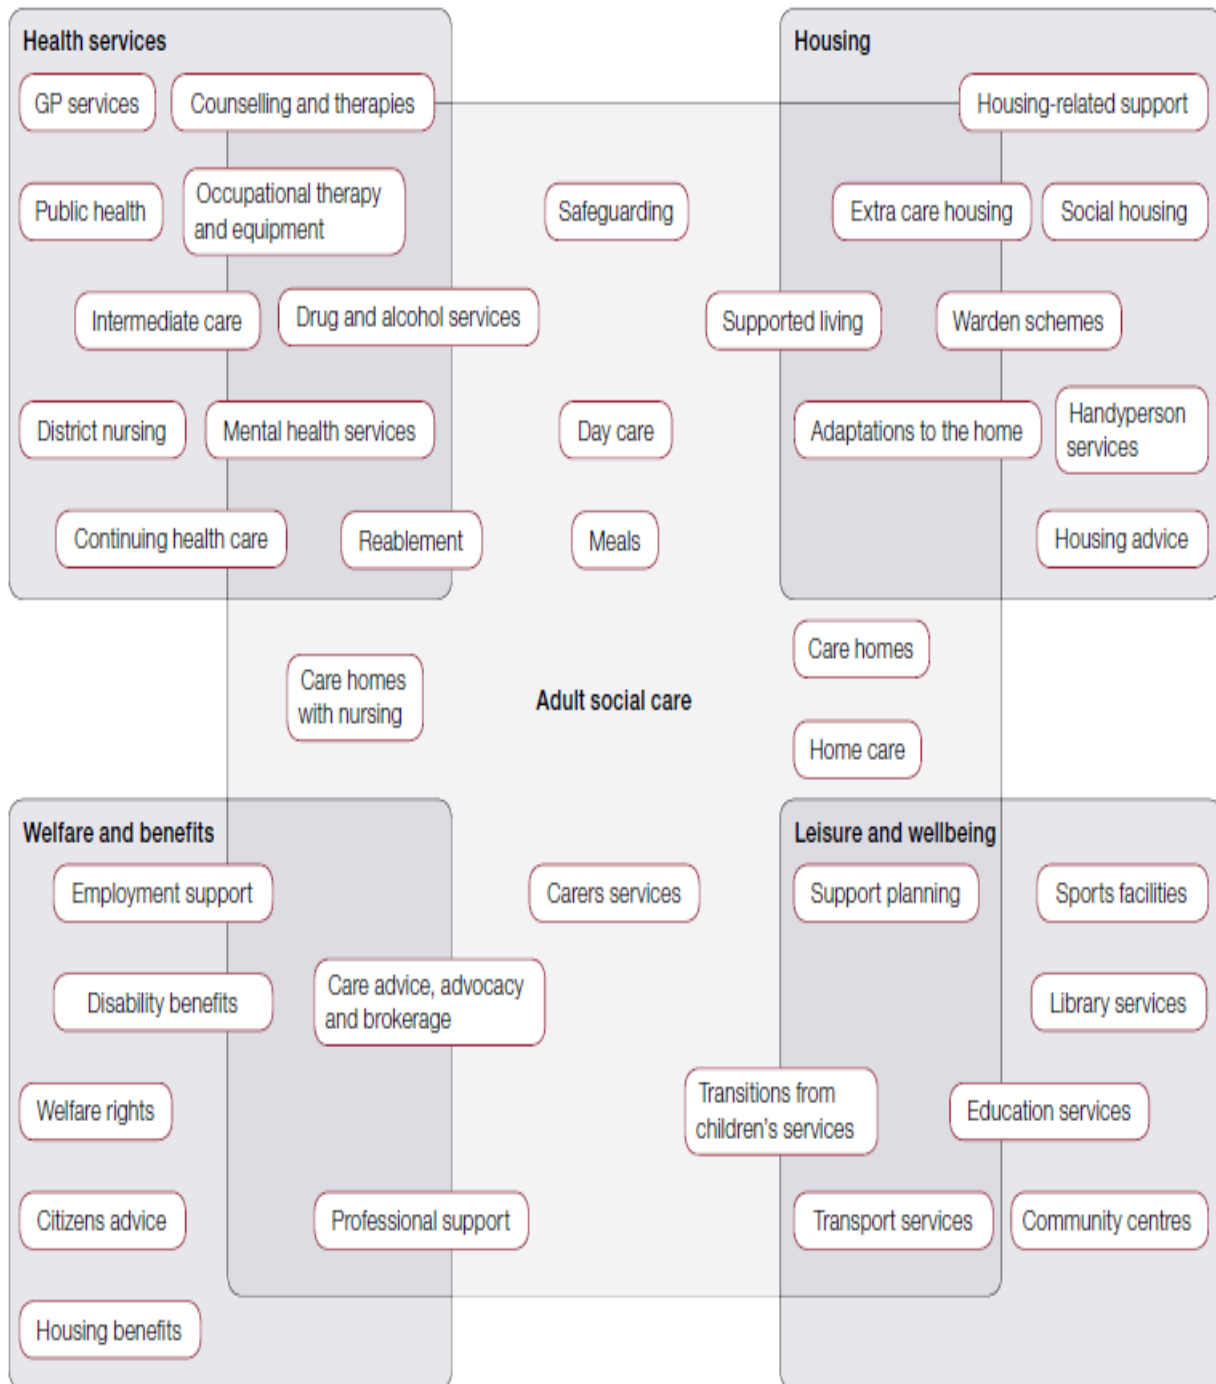 Health services
GP services
Counselling and therapies
Public health
Occupational therapy
and equipment
Intermediate care
Drug and alcohol services
District nursing
Mental health services
Continuing health care
Reablement
Housing
Housing-related support
Extra care housing
Social housing
Supported living
Warden schemes
Adaptations to the home
Handyperson
services
Housing advice
Safeguarding
Day care
Meals
Care homes
with nursing
Adult social care
Care homes
Home care
Carers services
Welfare and benefits
Employment support
Disability benefits
Care advice, advocacy
and brokerage
Welfare rights
Citizens advice
Professional support
Housing benefits
Leisure and wellbeing
Support planning
Sports facilities
Library services
Transitions from
children's services
Education services
Transport services
Community centres